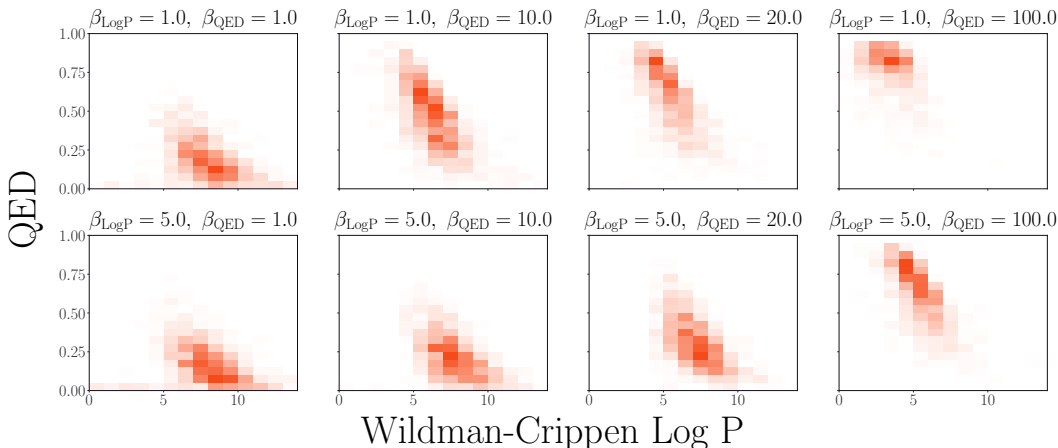 β_LogP = 1.0, β_QED = 1.0
β_LogP = 1.0, β_QED = 10.0
β_LogP = 1.0, β_QED = 20.0
β_LogP = 1.0, β_QED = 100.0
1.00
0.75
0.50
0.25
0.00
QED
β_LogP = 5.0, β_QED = 1.0
β_LogP = 5.0, β_QED = 10.0
β_LogP = 5.0, β_QED = 20.0
β_LogP = 5.0, β_QED = 100.0
1.00
0.75
0.50
0.25
0.00
0 5 10
0 5 10
0 5 10
0 5 10
Wildman-Crippen Log P